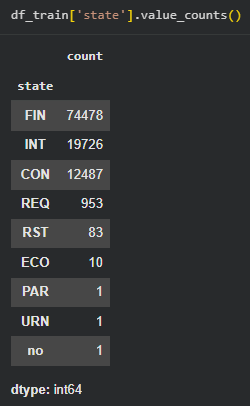 df_train['state'].value_counts()
count
state
FIN 74478
INT 19726
CON 12487
REQ 953
RST 83
ECO 10
PAR 1
URN 1
no 1
dtype: int64